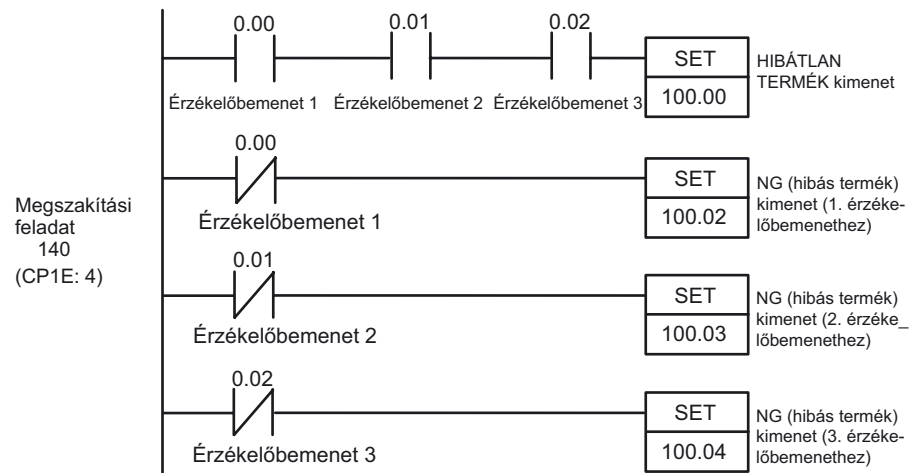 0.00
0.01
0.02
SET
100.00
HIBÁTLAN
TERMÉK kimenet
Érzékelőbemenet 1
Érzékelőbemenet 2
Érzékelőbemenet 3
Megszakítási
feladat
140
(CP1E: 4)
0.00
Érzékelőbemenet 1
SET
100.02
NG (hibás termék)
kimenet (1. érzéke-
lőbemenethez)
0.01
Érzékelőbemenet 2
SET
100.03
NG (hibás termék)
kimenet (2. érzéke_
lőbemenethez)
0.02
Érzékelőbemenet 3
SET
100.04
NG (hibás termék)
kimenet (3. érzéke-
lőbemenethez)